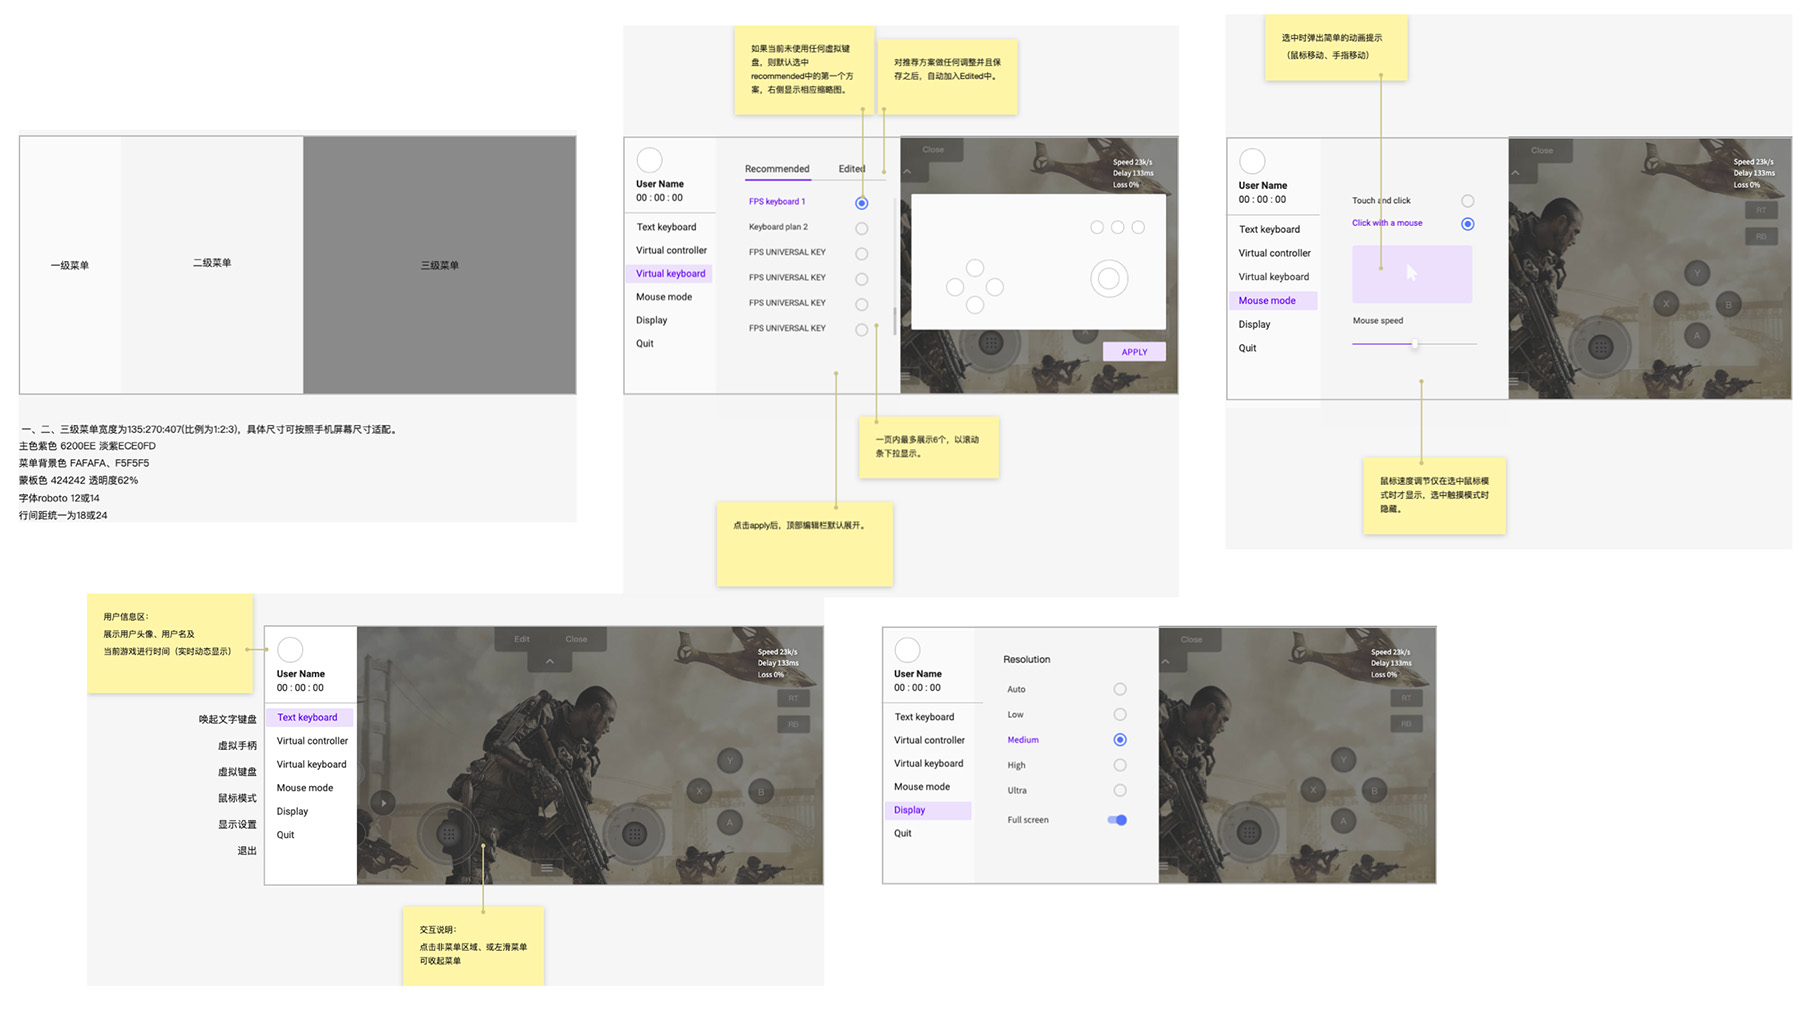 一级菜单
二级菜单
三级菜单
一、二、三级菜单宽度为135:270:407(比例为1:2:3)，具体尺寸可按照手机屏幕尺寸适配。
主色紫色 6200EE 淡紫ECE0FD
菜单背景色 FAFAFA、F5F5F5
蒙板色 424242 透明度62%
字体roboto 12或14
行间距统一为18或24
如果当前未使用任何虚拟键
盘，则默认选中
recommended中的第一个方
案，右侧显示相应缩略图。
对推荐方案做任何调整并且保
存之后，自动加入Edited中。
User Name
00 : 00 : 00
Text keyboard
Virtual controller
Virtual keyboard
Mouse mode
Display
Quit
Recommended
Edited
FPS keyboard 1
Keyboard plan 2
FPS UNIVERSAL KEY
FPS UNIVERSAL KEY
FPS UNIVERSAL KEY
FPS UNIVERSAL KEY
Close
Speed 23k/s
Delay 133ms
Loss 0%
A
APPLY
一页内最多展示6个，以滚动
条下拉显示。
点击apply后，顶部编辑栏默认展开。
选中时弹出简单的动画提示
（鼠标移动、手指移动）
User Name
00 : 00 : 00
Text keyboard
Virtual controller
Virtual keyboard
Mouse mode
Display
Quit
Touch and click
Click with a mouse
Mouse speed
Close
Speed 23k/s
Delay 133ms
Loss 0%
RT
RB
Y
X
B
A
鼠标速度调节仅在选中鼠标模
式时才显示，选中触摸模式时
隐藏。
用户信息区：
展示用户头像、用户名及
当前游戏进行时间（实时动态显示）
唤起文字键盘
虚拟手柄
虚拟键盘
鼠标模式
显示设置
退出
User Name
00 : 00 : 00
Text keyboard
Virtual controller
Virtual keyboard
Mouse mode
Display
Quit
Edit
Close
Speed 23k/s
Delay 133ms
Loss 0%
RT
RB
Y
X
B
A
交互说明：
点击非菜单区域、或左滑菜单
可收起菜单
User Name
00 : 00 : 00
Text keyboard
Virtual controller
Virtual keyboard
Mouse mode
Display
Quit
Resolution
Auto
Low
Medium
High
Ultra
Full screen
Close
Speed 23k/s
Delay 133ms
Loss 0%
RT
RB
Y
X
B
A